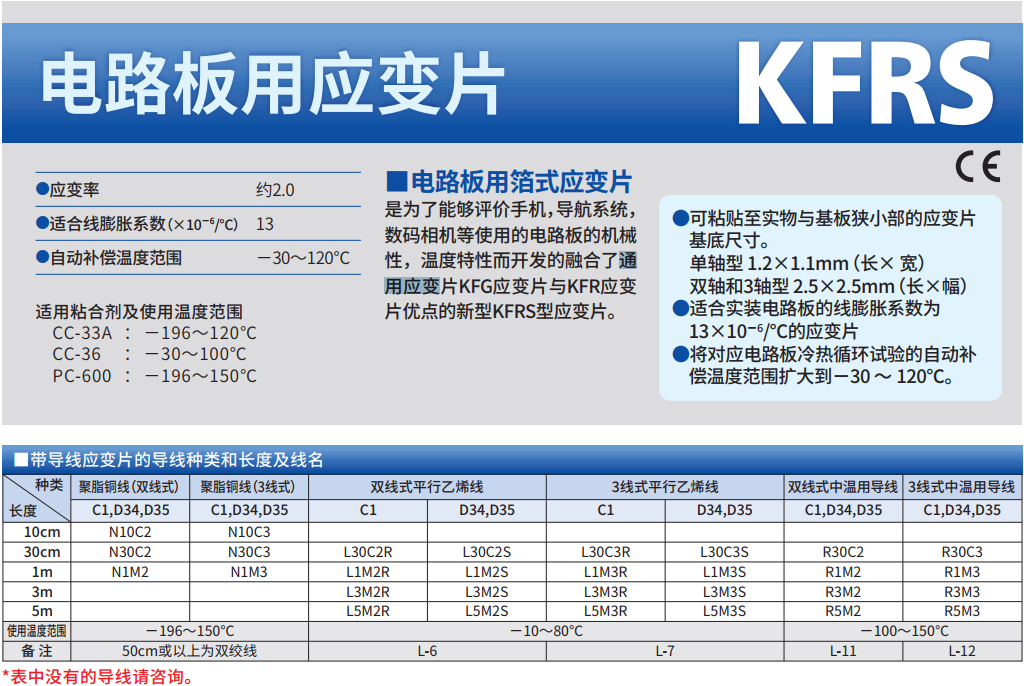 电路板用应变片
KFRS
CE
●应变率 约2.0
●适合线膨胀系数(×10⁻⁶/℃) 13
●自动补偿温度范围 －30～120℃
适用粘合剂及使用温度范围
CC-33A ： －196～120℃
CC-36 ： －30～100℃
PC-600 ： －196～150℃
■电路板用箔式应变片
是为了能够评价手机，导航系统，
数码相机等使用的电路板的机械
性，温度特性而开发的融合了通
用应变片KFG应变片与KFR应变
片优点的新型KFRS型应变片。
●可粘贴至实物与基板狭小部的应变片
基底尺寸。
单轴型 1.2×1.1mm（长× 宽）
双轴和3轴型 2.5×2.5mm（长×幅）
●适合实装电路板的线膨胀系数为
13×10⁻⁶/℃的应变片
●将对应电路板冷热循环试验的自动补
偿温度范围扩大到－30 ～ 120℃。
■带导线应变片的导线种类和长度及线名
种类 聚脂铜线(双线式) 聚脂铜线(3线式) 双线式平行乙烯线 3线式平行乙烯线 双线式中温用导线 3线式中温用导线
长度 C1,D34,D35 C1,D34,D35 C1 D34,D35 C1 D34,D35 C1,D34,D35 C1,D34,D35
10cm N10C2 N10C3
30cm N30C2 N30C3 L30C2R L30C2S L30C3R L30C3S R30C2 R30C3
1m N1M2 N1M3 L1M2R L1M2S L1M3R L1M3S R1M2 R1M3
3m L3M2R L3M2S L3M3R L3M3S R3M2 R3M3
5m L5M2R L5M2S L5M3R L5M3S R5M2 R5M3
使用温度范围 －196～150℃ －10～80℃ －100～150℃
备 注 50cm或以上为双绞线 L-6 L-7 L-11 L-12
*表中没有的导线请咨询。